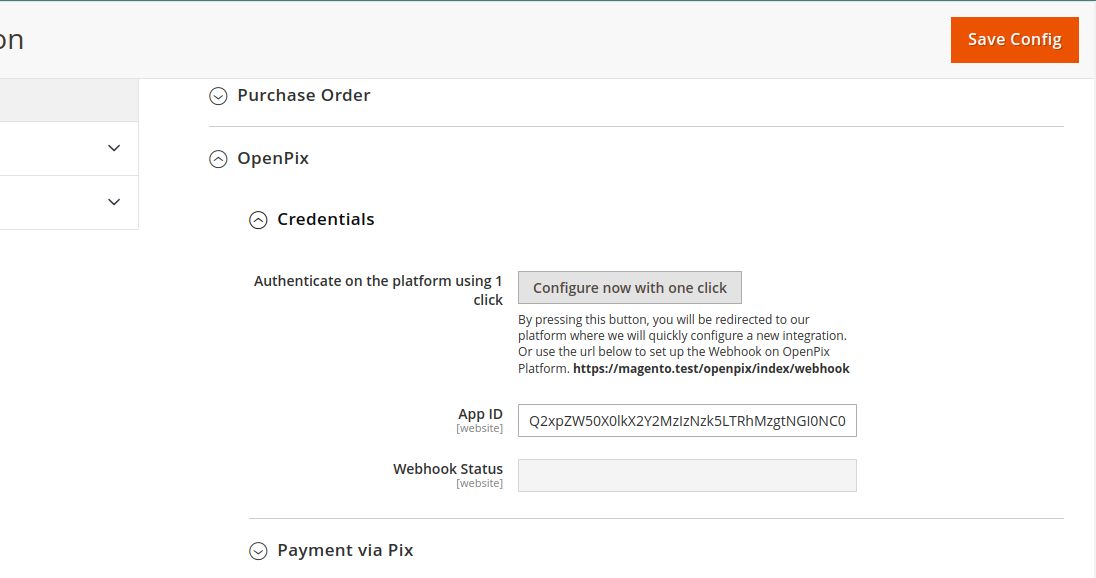 on
Save Config
Purchase Order
OpenPix
Credentials
Authenticate on the platform using 1
click
Configure now with one click
By pressing this button, you will be redirected to our
platform where we will quickly configure a new integration.
Or use the url below to set up the Webhook on OpenPix
Platform. https://magento.test/openpix/index/webhook
App ID
[website]
Q2xpZW50X0lkX2Y2MzIzNzk5LTRhMzgtNGI0NC0
Webhook Status
[website]
Payment via Pix